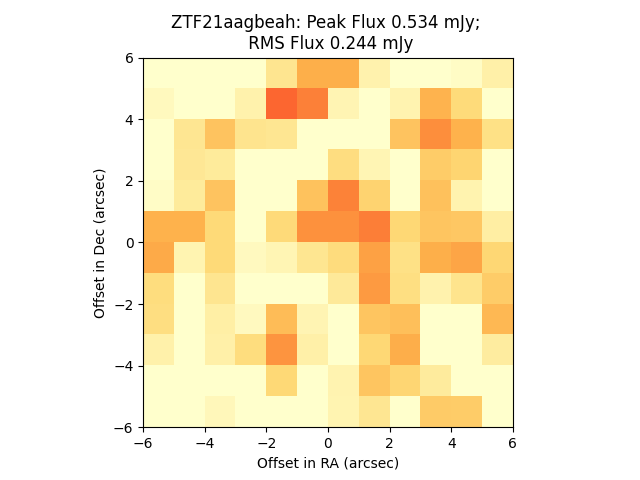 ZTF21aagbeah: Peak Flux 0.534 mJy;
RMS Flux 0.244 mJy
6
4
2
0
−2
−4
−6
Offset in Dec (arcsec)
−6 −4 −2 0 2 4 6
Offset in RA (arcsec)